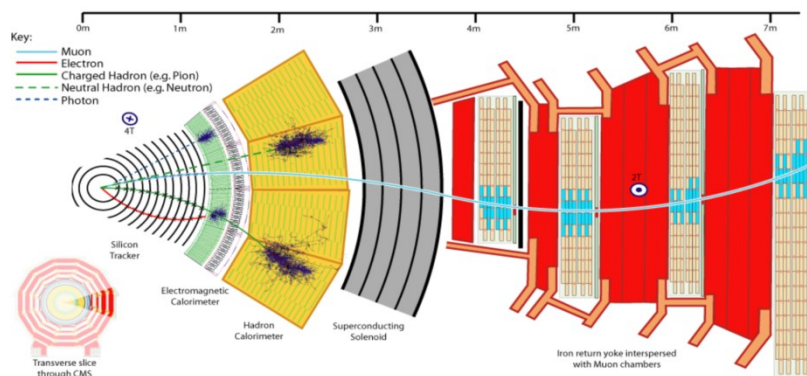 0m 1m 2m 3m 4m 5m 6m 7m
Key:
Muon
Electron
Charged Hadron (e.g. Pion)
Neutral Hadron (e.g. Neutron)
Photon
4T
2T
Silicon
Tracker
Electromagnetic
Calorimeter
Hadron
Calorimeter
Superconducting
Solenoid
Iron return yoke interspersed
with Muon chambers
Transverse slice
through CMS